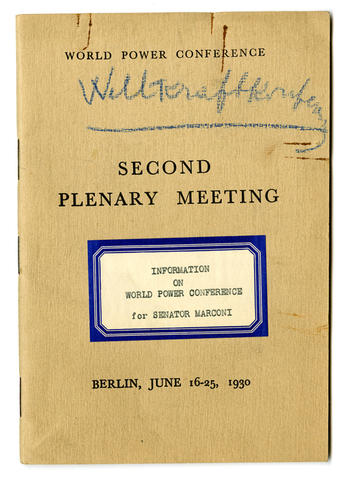 WORLD POWER CONFERENCE
Weltkraftkonferenz
SECOND
PLENARY MEETING
INFORMATION
ON
WORLD POWER CONFERENCE
for SENATOR MARCONI
BERLIN, JUNE 16-25, 1930